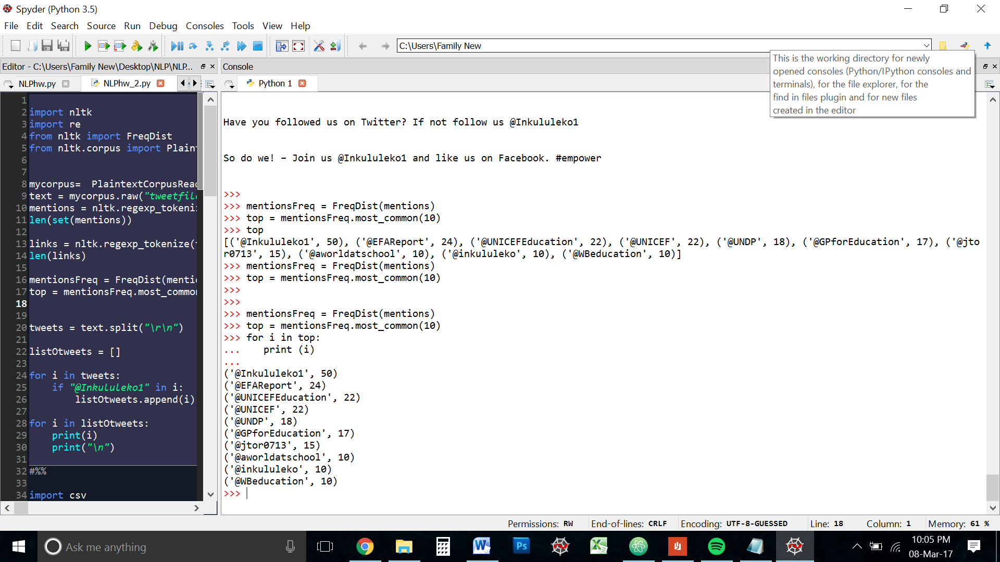 Spyder (Python 3.5)
File Edit Search Source Run Debug Consoles Tools View Help
C:\Users\Family New
This is the working directory for newly
opened consoles (Python/IPython consoles and
terminals), for the file explorer, for the
find in files plugin and for new files
created in the editor
Editor - C:\Users\Family New\Desktop\NLP\NLP...
NLPhw.py NLPhw_2.py
1
2 import nltk
3 import re
4 from nltk import FreqDist
5 from nltk.corpus import Plain
6
7
8 mycorpus=  PlaintextCorpusRea
9 text = mycorpus.raw("tweetfil
10 mentions = nltk.regexp_tokeni
11 len(set(mentions))
12
13 links = nltk.regexp_tokenize(
14 len(links)
15
16 mentionsFreq = FreqDist(menti
17 top = mentionsFreq.most_commo
18
19
20 tweets = text.split("\r\n")
21
22 listOtweets = []
23
24 for i in tweets:
25     if "@Inkululeko1" in i:
26         listOtweets.append(i)
27
28 for i in listOtweets:
29     print(i)
30     print("\n")
31
32 #%%
33
34 import csv
Console
Python 1
Have you followed us on Twitter? If not follow us @Inkululeko1
So do we! – Join us @Inkululeko1 and like us on Facebook. #empower
>>>
>>> mentionsFreq = FreqDist(mentions)
>>> top = mentionsFreq.most_common(10)
>>> top
[('@Inkululeko1', 50), ('@EFAReport', 24), ('@UNICEFEducation', 22), ('@UNICEF', 22), ('@UNDP', 18), ('@GPforEducation', 17), ('@jto
r0713', 15), ('@aworldatschool', 10), ('@inkululeko', 10), ('@WBeducation', 10)]
>>> mentionsFreq = FreqDist(mentions)
>>> top = mentionsFreq.most_common(10)
>>>
>>>
>>> mentionsFreq = FreqDist(mentions)
>>> top = mentionsFreq.most_common(10)
>>> for i in top:
...    print (i)
...
('@Inkululeko1', 50)
('@EFAReport', 24)
('@UNICEFEducation', 22)
('@UNICEF', 22)
('@UNDP', 18)
('@GPforEducation', 17)
('@jtor0713', 15)
('@aworldatschool', 10)
('@inkululeko', 10)
('@WBeducation', 10)
>>>
Permissions: RW End-of-lines: CRLF Encoding: UTF-8-GUESSED Line: 18 Column: 1 Memory: 61 %
Ask me anything
Ps
10:05 PM
08-Mar-17